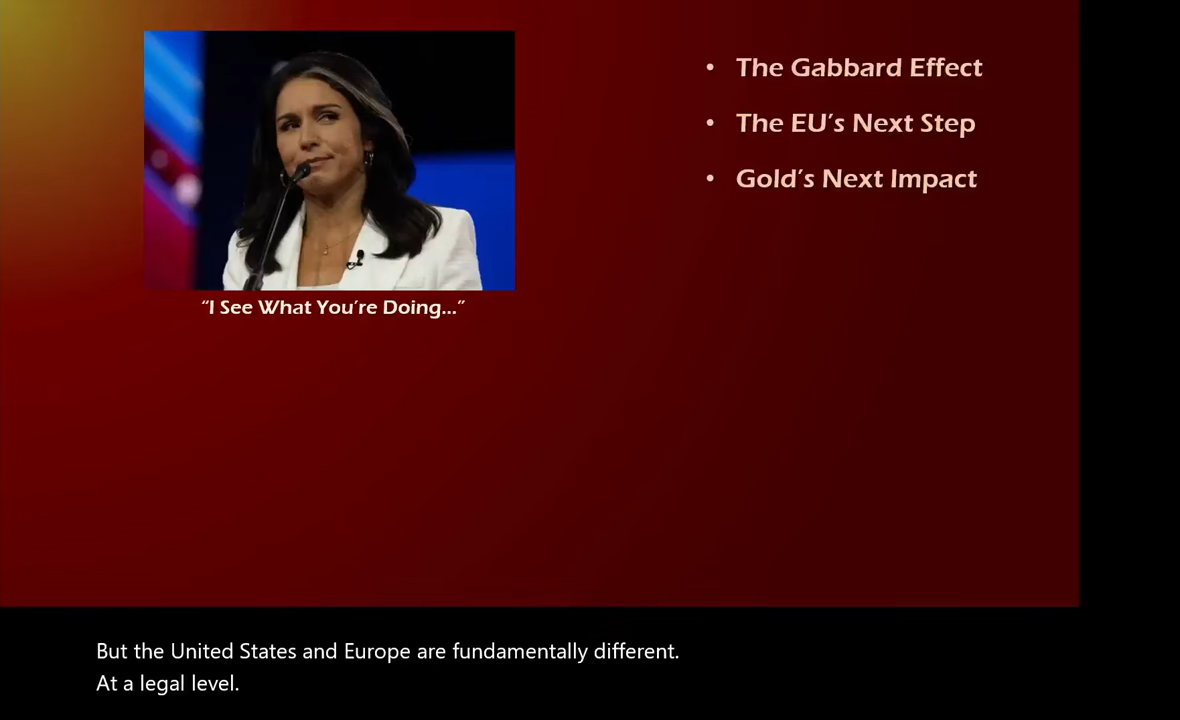 • The Gabbard Effect
• The EU's Next Step
• Gold's Next Impact
“I See What You're Doing...”
But the United States and Europe are fundamentally different.
At a legal level.